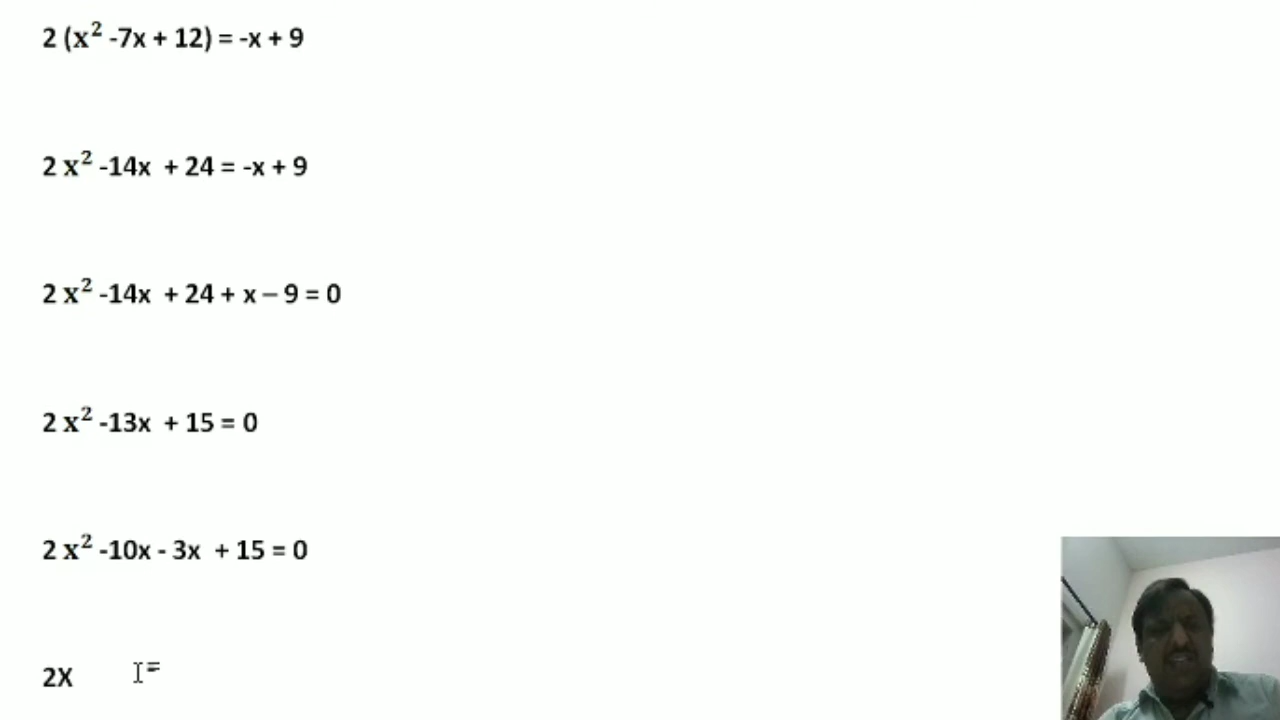 2 (x² -7x + 12) = -x + 9
2 x² -14x + 24 = -x + 9
2 x² -14x + 24 + x – 9 = 0
2 x² -13x + 15 = 0
2 x² -10x - 3x + 15 = 0
2X =